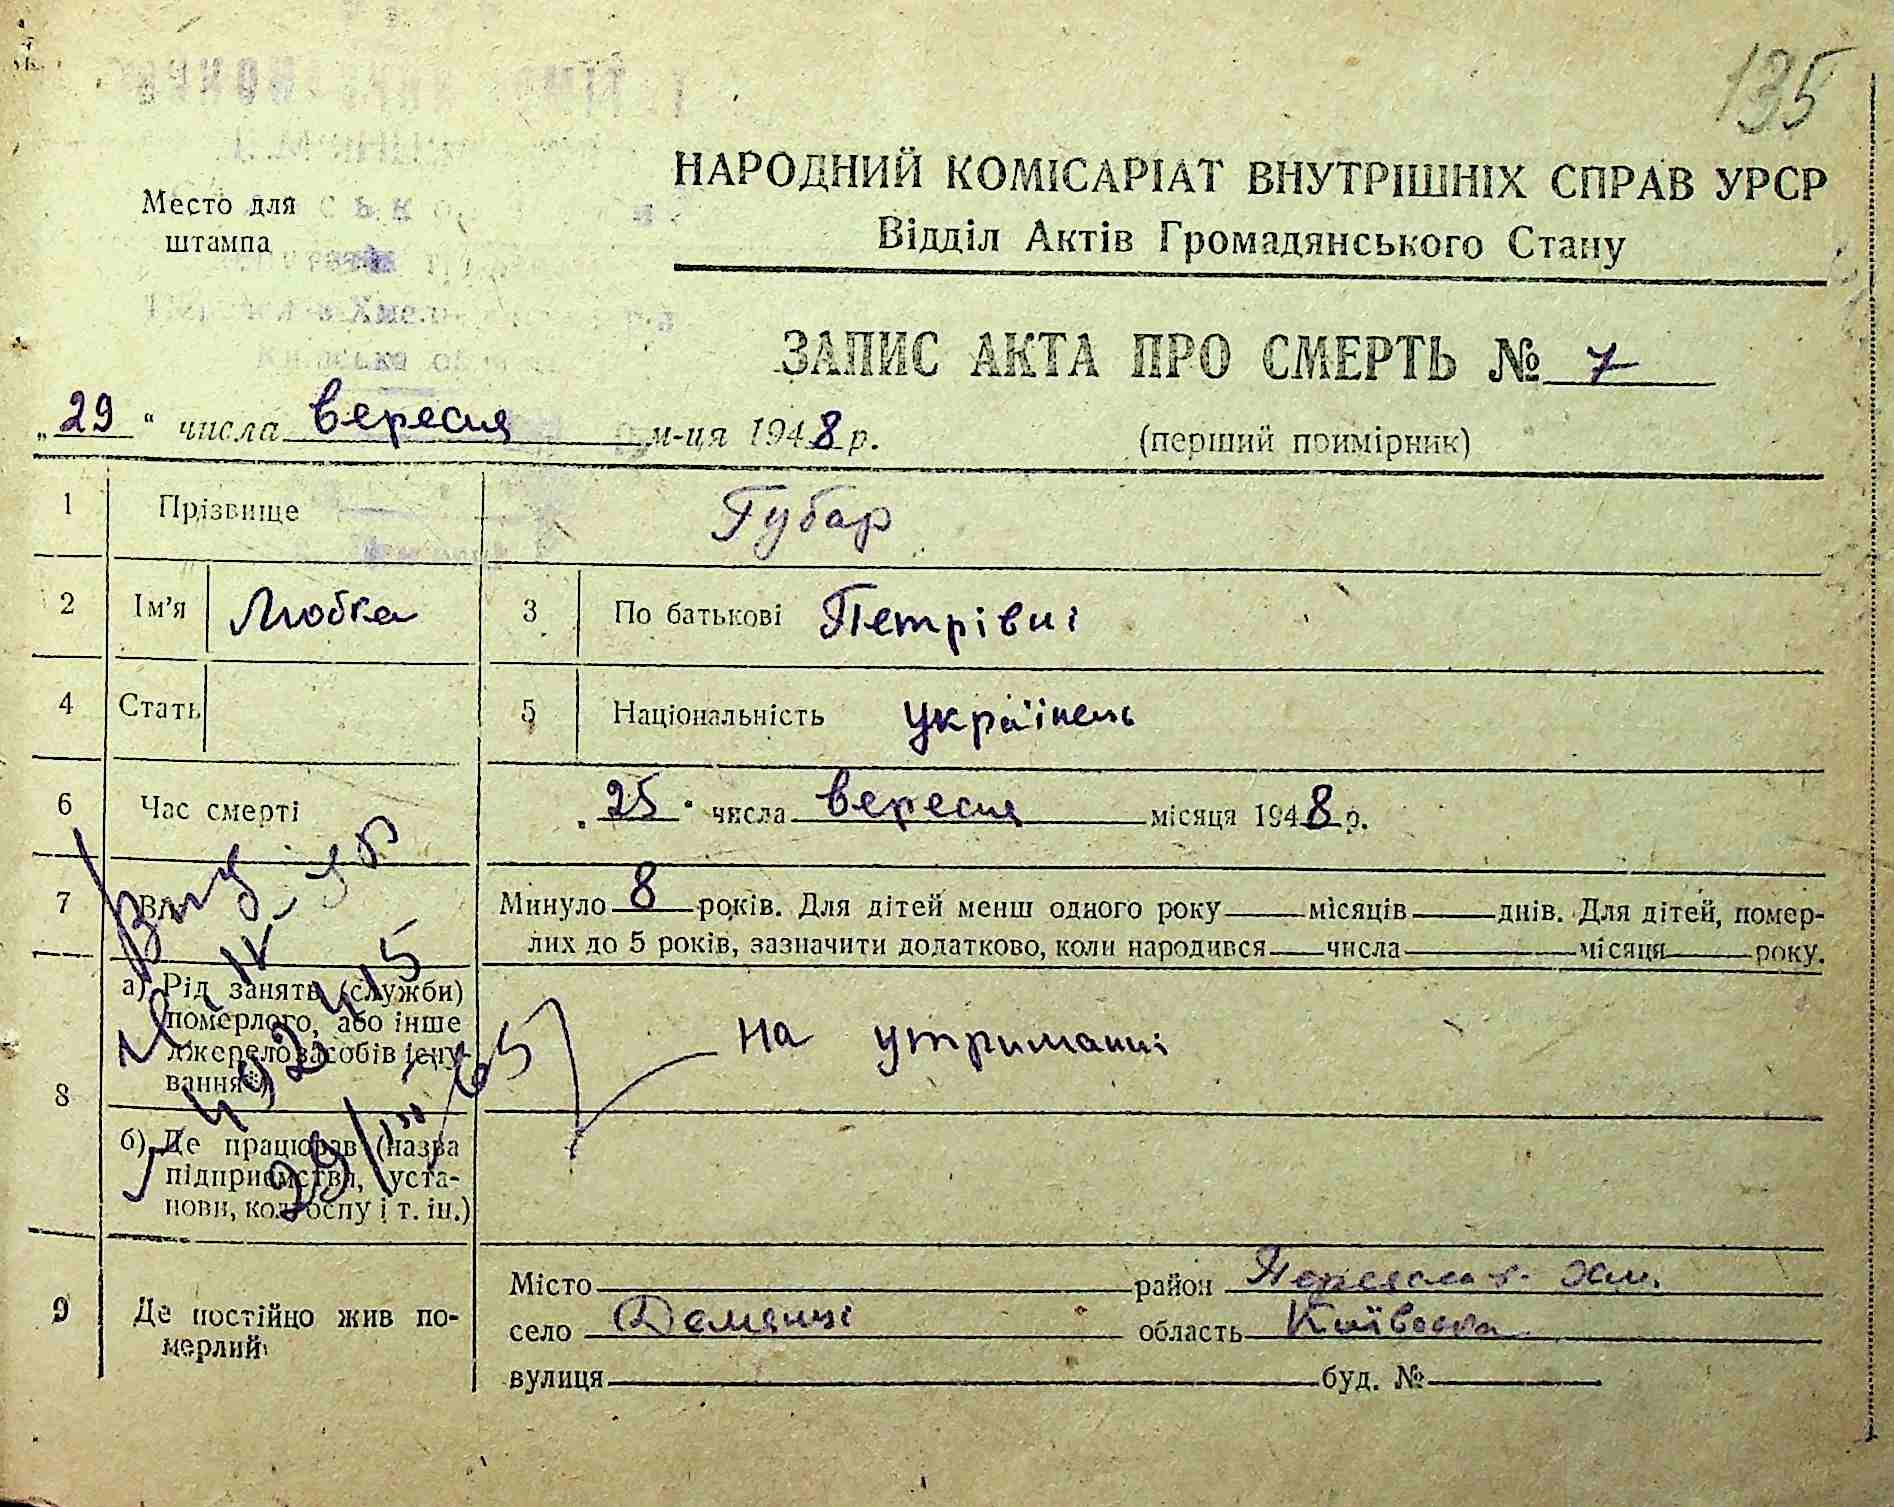 135
Место для
штампа
НАРОДНИЙ КОМІСАРІАТ ВНУТРІШНІХ СПРАВ УРСР
Відділ Актів Громадянського Стану
ЗАПИС АКТА ПРО СМЕРТЬ № 7
„29“ числа вересня м-ця 1948 р.
(перший примірник)
1 Прізвище Губар
2 Ім’я Любка 3 По батькові Петрівні
4 Стать 5 Національність українець
6 Час смерті „25“ числа вересня місяця 1948 р.
7 Минуло 8 років. Для дітей менш одного року місяців днів. Для дітей, помер-
лих до 5 років, зазначити додатково, коли народився числа місяця року.
8 а) Рід занять (служби)
померлого, або інше
джерело засобів існу-
вання
на утриманні
б) Де працював (назва
підприємства, уста-
нови, колгоспу і т. ін.)
9 Де постійно жив по-
мерлий
Місто район Переяслав-Хм.
село Демянці область Київська
вулиця буд. №